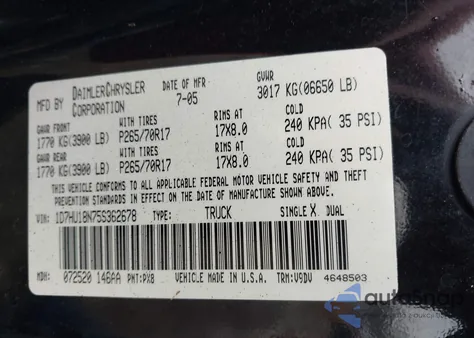 MFD BY DAIMLERCHRYSLER CORPORATION DATE OF MFR 7-05 GVWR 3017 KG(06650 LB)
GAWR FRONT WITH TIRES RIMS AT COLD
1770 KG(3900 LB) P265/70R17 17X8.0 240 KPA( 35 PSI)
GAWR REAR WITH TIRES RIMS AT COLD
1770 KG(3900 LB) P265/70R17 17X8.0 240 KPA( 35 PSI)
THIS VEHICLE CONFORMS TO ALL APPLICABLE FEDERAL MOTOR VEHICLE SAFETY AND THEFT
PREVENTION STANDARDS IN EFFECT ON THE DATE OF MANUFACTURE SHOWN ABOVE.
VIN: 1D7HU18N75S362678 TYPE: TRUCK SINGLE X DUAL
MDH: 072520 148AA PNT:PX8 VEHICLE MADE IN U.S.A. TRM:V9DV 4648503
autosnap